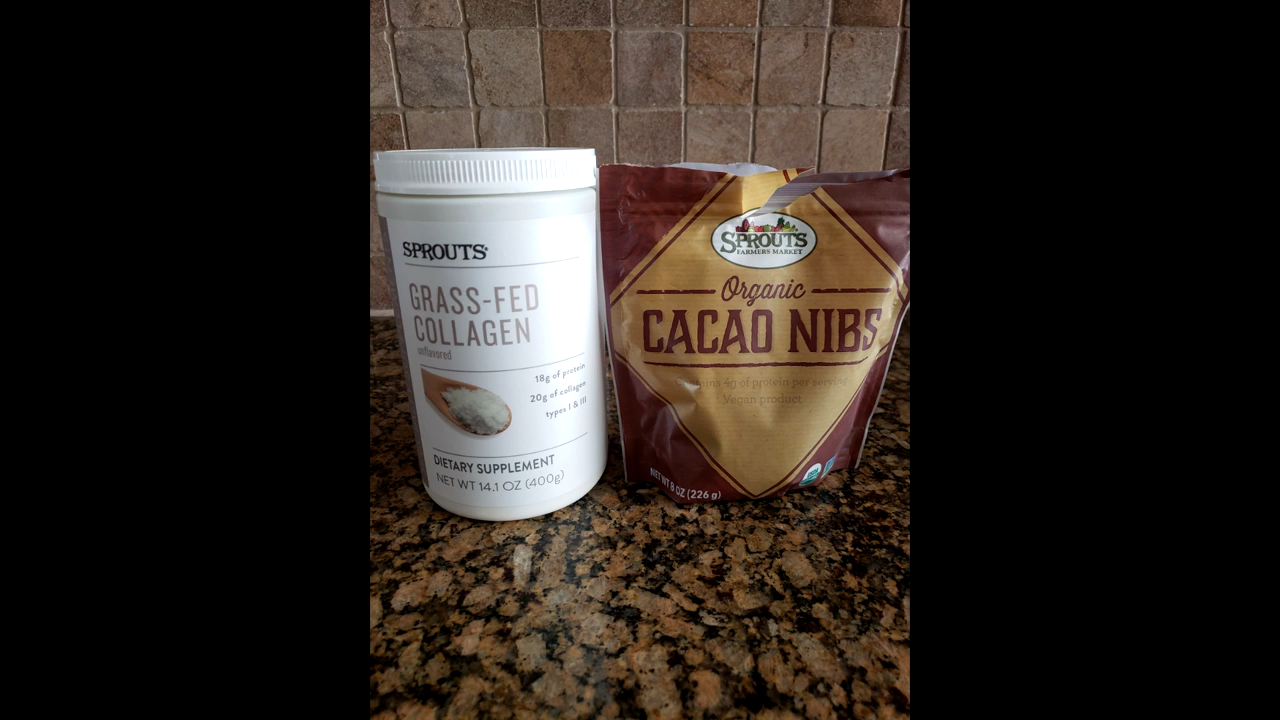 SPROUTS
GRASS-FED
COLLAGEN
unflavored
18g of protein
20g of collagen
types I & III
DIETARY SUPPLEMENT
NET WT 14.1 OZ (400g)
SPROUTS
FARMERS MARKET
Organic
CACAO NIBS
Contains 4g of protein per serving
Vegan product
NET WT 8 OZ (226 g)
USDA